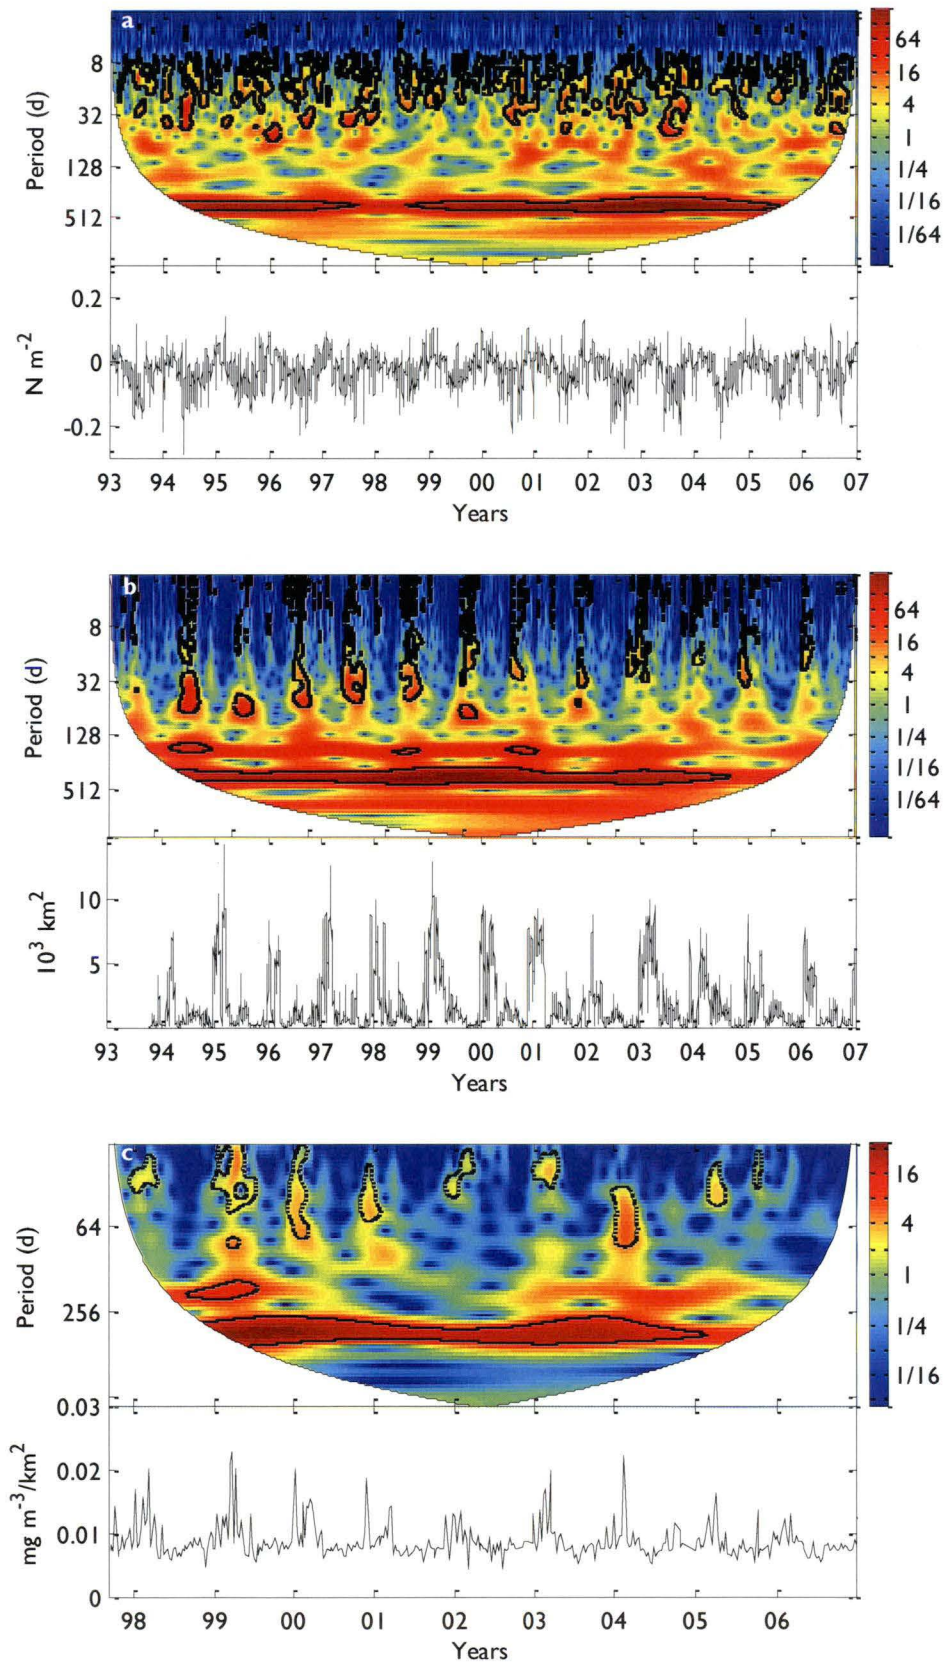 a
8
32
128
512
Period (d)
64
16
4
1
1/4
1/16
1/64
0.2
0
-0.2
N m-2
93 94 95 96 97 98 99 00 01 02 03 04 05 06 07
Years
b
8
32
128
512
Period (d)
64
16
4
1
1/4
1/16
1/64
10
5
10³ km²
93 94 95 96 97 98 99 00 01 02 03 04 05 06 07
Years
c
64
256
Period (d)
16
4
1
1/4
1/16
0.03
0.02
0.01
0
mg m-3/km2
98 99 00 01 02 03 04 05 06
Years